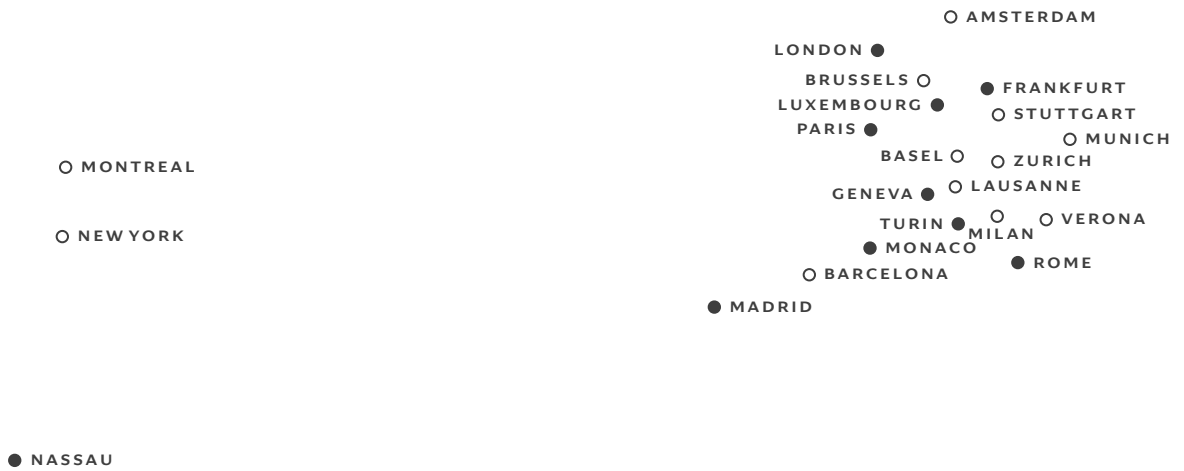 AMSTERDAM
LONDON
BRUSSELS
FRANKFURT
LUXEMBOURG
STUTTGART
PARIS
MUNICH
BASEL
ZURICH
MONTREAL
LAUSANNE
GENEVA
VERONA
TURIN
MILAN
NEW YORK
MONACO
ROME
BARCELONA
MADRID
NASSAU